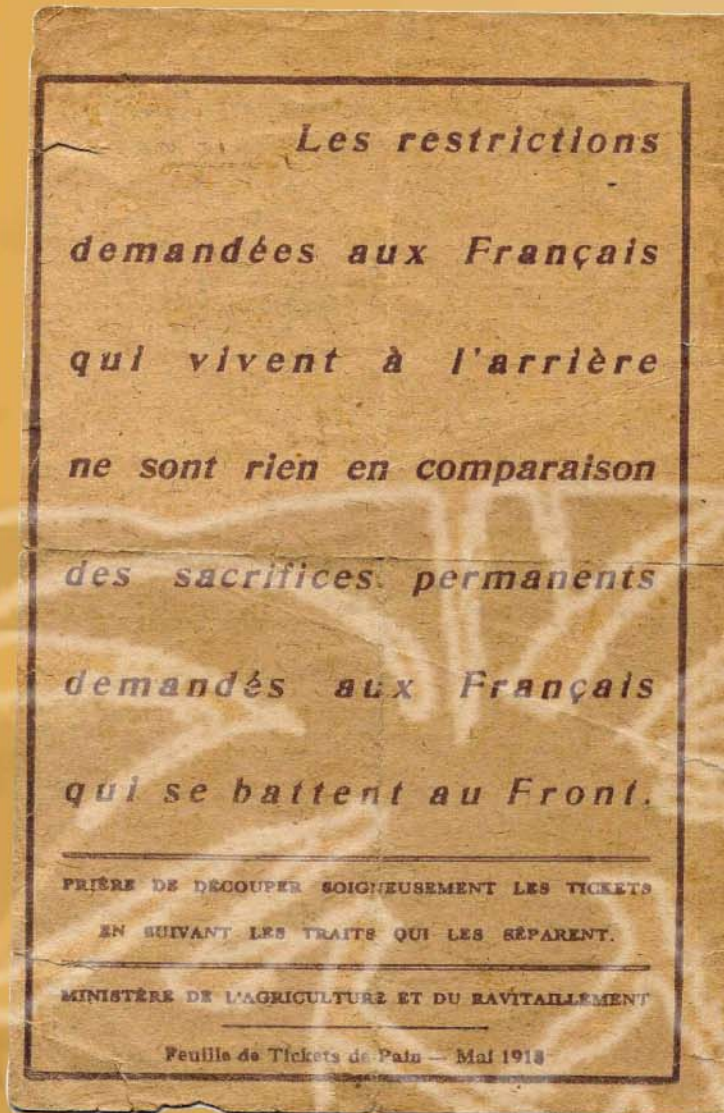 Les restrictions
demandées aux Français
qui vivent à l'arrière
ne sont rien en comparaison
des sacrifices permanents
demandés aux Français
qui se battent au Front.
PRIÈRE DE DÉCOUPER SOIGNEUSEMENT LES TICKETS
EN SUIVANT LES TRAITS QUI LES SÉPARENT.
MINISTÈRE DE L'AGRICULTURE ET DU RAVITAILLEMENT
Feuille de Tickets de Pain — Mai 1918